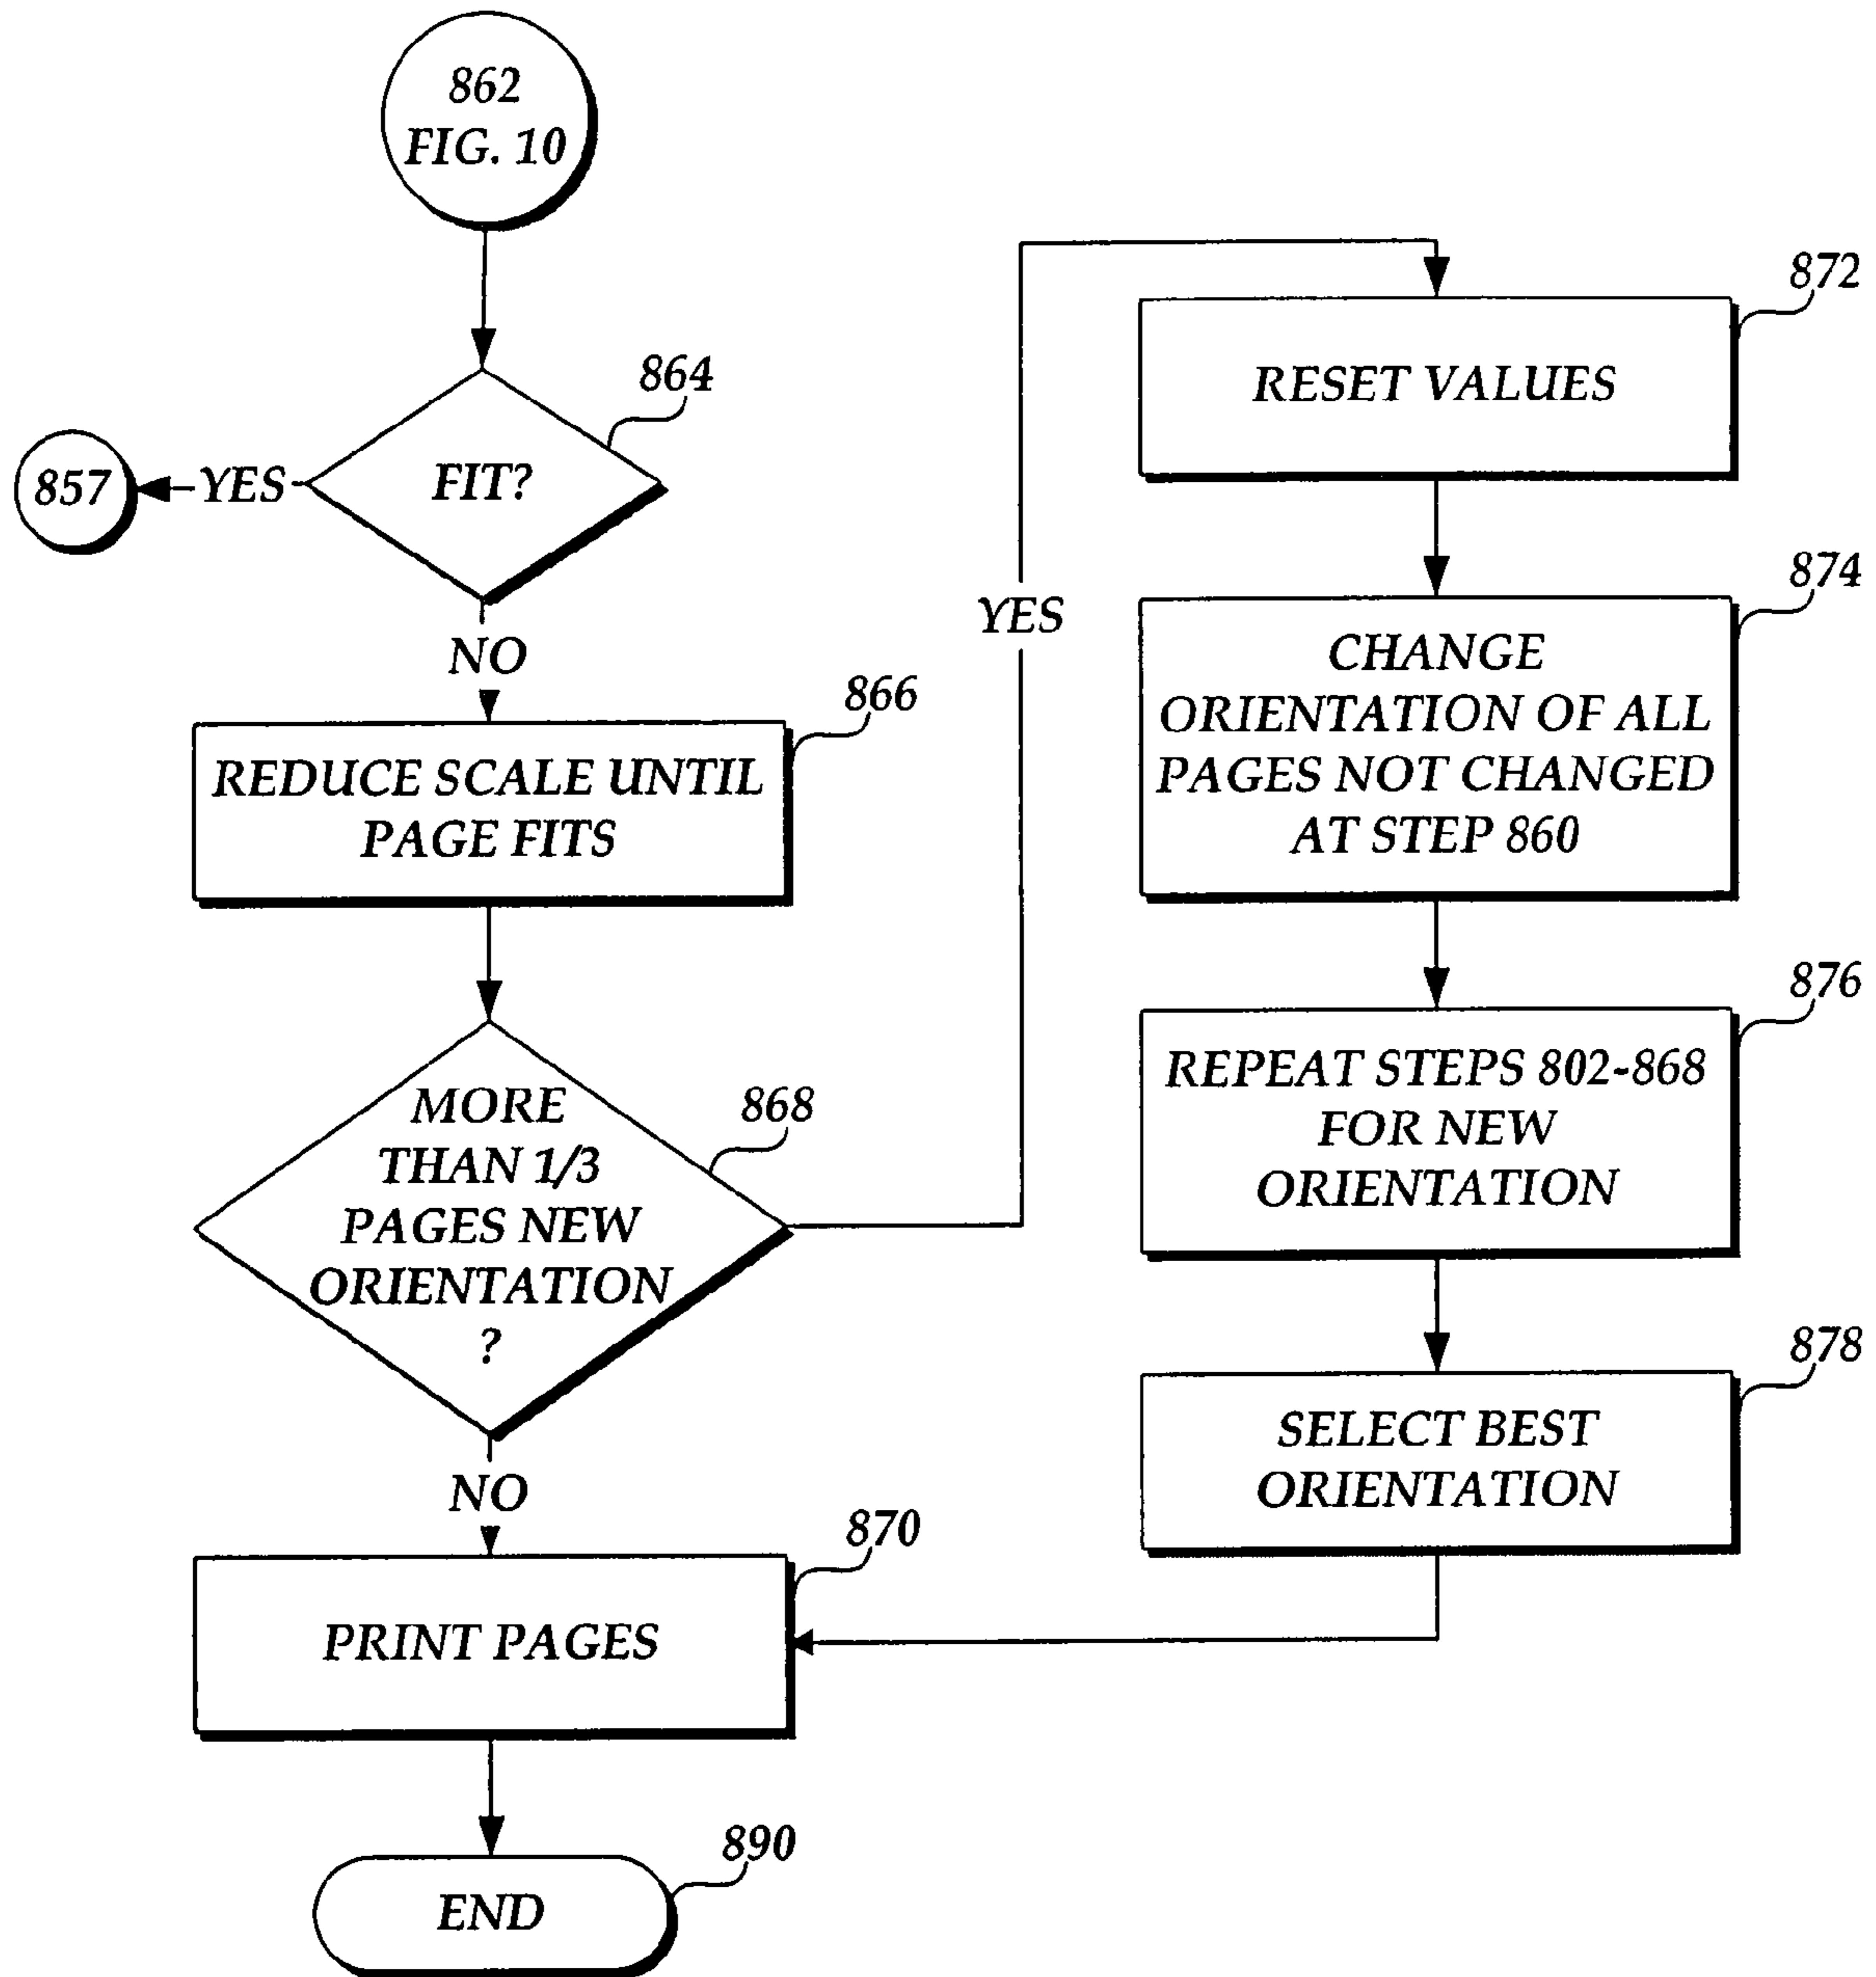 862
FIG. 10
864
FIT?
YES
857
NO
866
REDUCE SCALE UNTIL
PAGE FITS
868
MORE
THAN 1/3
PAGES NEW
ORIENTATION
?
YES
NO
870
PRINT PAGES
890
END
872
RESET VALUES
874
CHANGE
ORIENTATION OF ALL
PAGES NOT CHANGED
AT STEP 860
876
REPEAT STEPS 802-868
FOR NEW
ORIENTATION
878
SELECT BEST
ORIENTATION